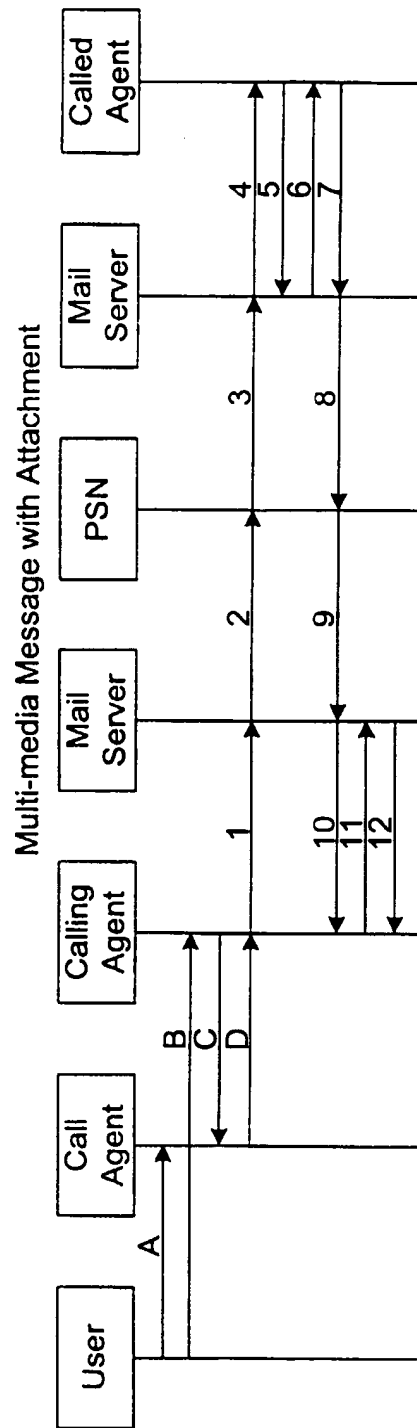 Multi-media Message with Attachment
User
Call
Agent
Calling
Agent
Mail
Server
PSN
Mail
Server
Called
Agent
A
B
C
D
1
2
3
4
5
6
7
8
9
10
11
12